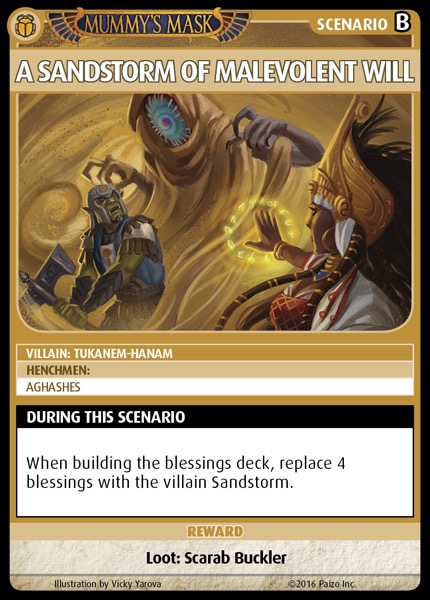 MUMMY'S MASK
SCENARIO B
A SANDSTORM OF MALEVOLENT WILL
VILLAIN: TUKANEM-HANAM
HENCHMEN:
AGHASHES
DURING THIS SCENARIO
When building the blessings deck, replace 4
blessings with the villain Sandstorm.
REWARD
Loot: Scarab Buckler
Illustration by Vicky Yarova ©2016 Paizo Inc.